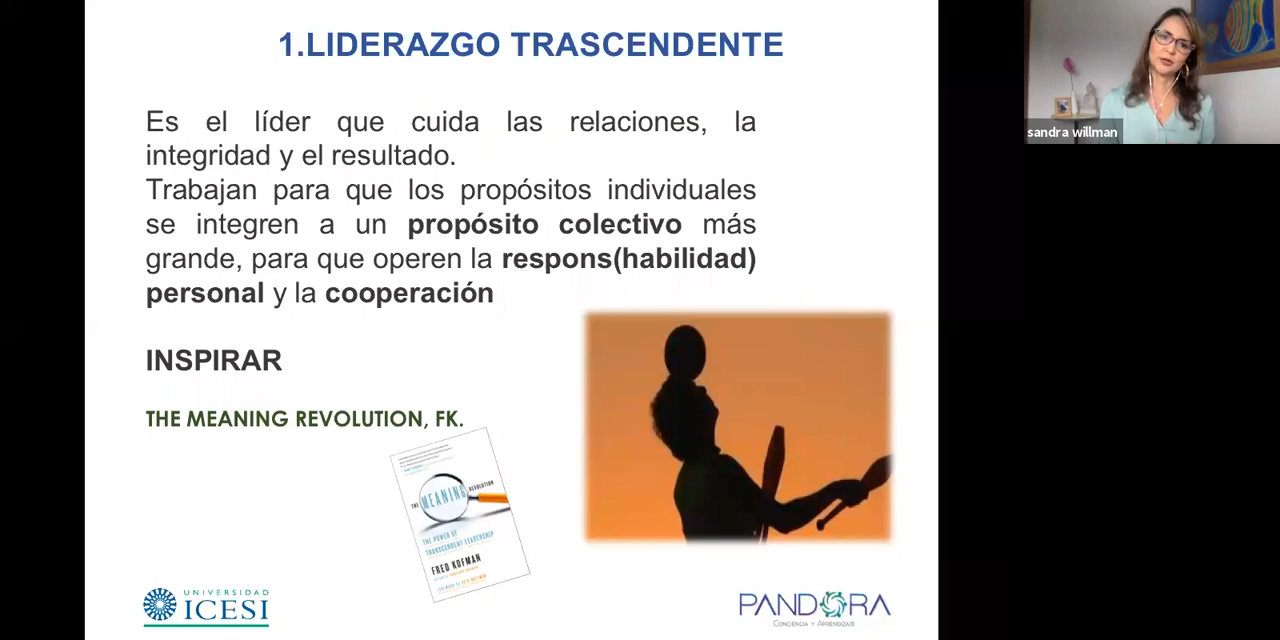 1.LIDERAZGO TRASCENDENTE
sandra willman
Es el líder que cuida las relaciones, la
integridad y el resultado.
Trabajan para que los propósitos individuales
se integren a un propósito colectivo más
grande, para que operen la respons(habilidad)
personal y la cooperación
INSPIRAR
THE MEANING REVOLUTION, FK.
THE MEANING REVOLUTION
THE POWER OF
TRANSCENDENT LEADERSHIP
FRED KOFMAN
UNIVERSIDAD
ICESI
PANDORA
CONCIENCIA Y APRENDIZAJE